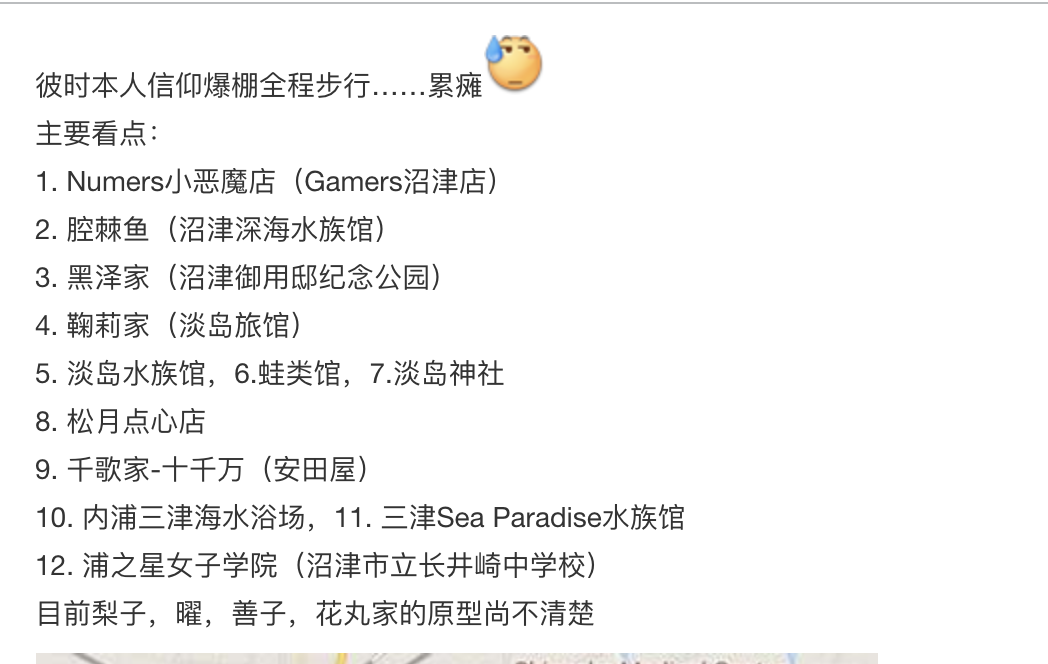 彼时本人信仰爆棚全程步行……累瘫
主要看点：
1. Numers小恶魔店（Gamers沼津店）
2. 腔棘鱼（沼津深海水族馆）
3. 黑泽家（沼津御用邸纪念公园）
4. 鞠莉家（淡岛旅馆）
5. 淡岛水族馆，6.蛙类馆，7.淡岛神社
8. 松月点心店
9. 千歌家-十千万（安田屋）
10. 内浦三津海水浴场，11. 三津Sea Paradise水族馆
12. 浦之星女子学院（沼津市立长井崎中学校）
目前梨子，曜，善子，花丸家的原型尚不清楚